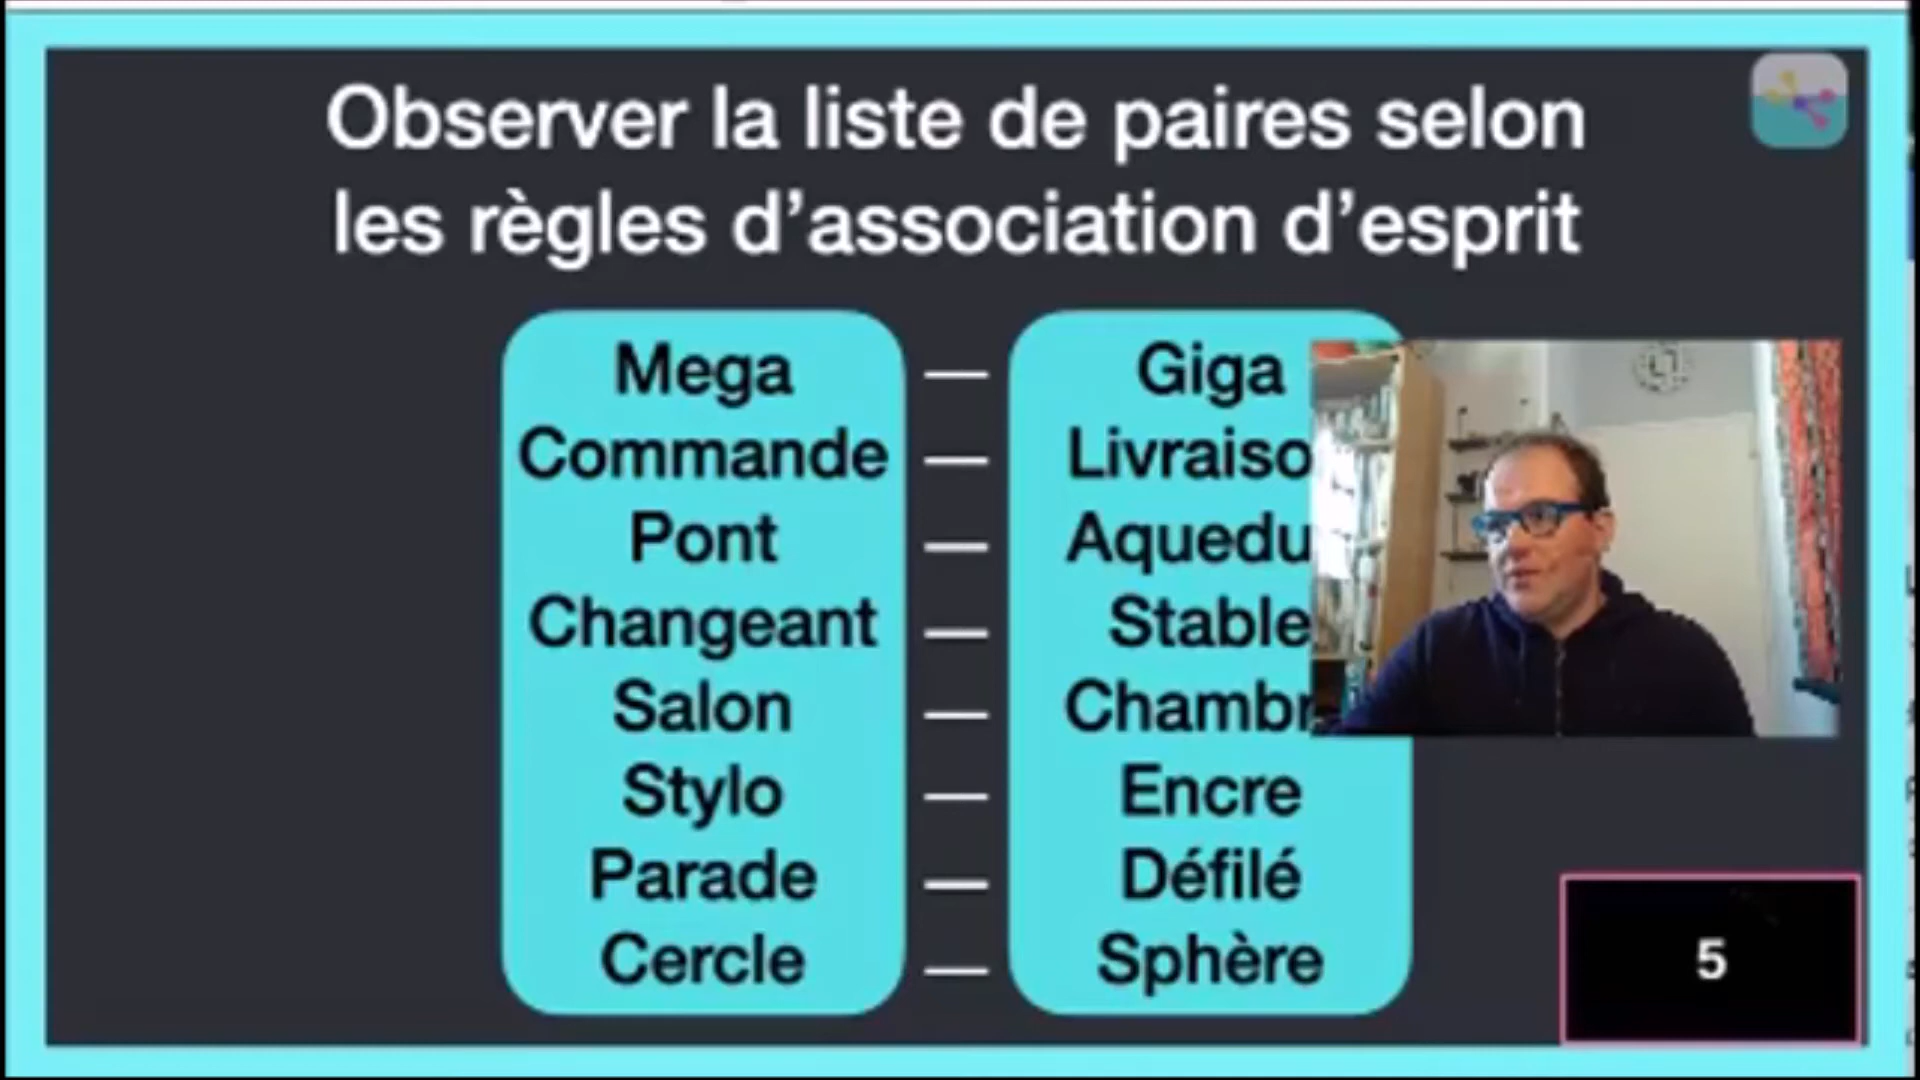 Observer la liste de paires selon
les règles d’association d’esprit
Mega — Giga
Commande — Livraiso
Pont — Aquedu
Changeant — Stable
Salon — Chambr
Stylo — Encre
Parade — Défilé
Cercle — Sphère
5